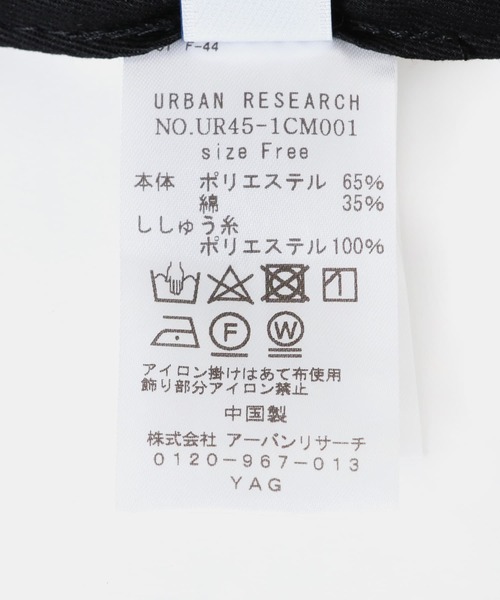 F-44
URBAN RESEARCH
NO.UR45-1CM001
size Free
本体 ポリエステル 65%
綿 35%
ししゅう糸
ポリエステル100%
F W
アイロン掛けはあて布使用
飾り部分アイロン禁止
中国製
株式会社 アーバンリサーチ
0120-967-013
YAG